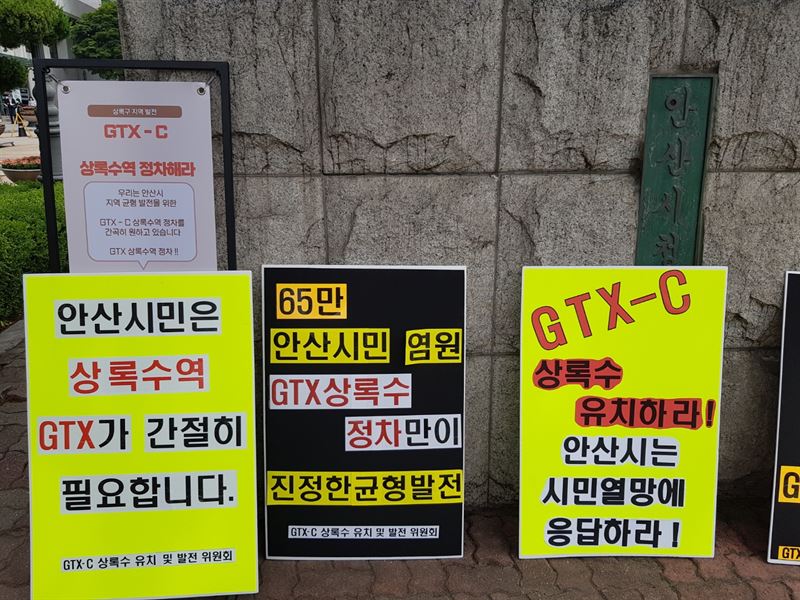 상록구 지역 발전
GTX - C
상록수역 정차해라
우리는 안산시
지역 균형 발전을 위한
GTX - C 상록수역 정차를
간곡히 원하고 있습니다
GTX 상록수역 정차 !!
안산시
안산시민은
상록수역
GTX가 간절히
필요합니다.
GTX-C 상록수 유치 및 발전 위원회
65만
안산시민 염원
GTX상록수
정차만이
진정한균형발전
GTX-C 상록수 유치 및 발전 위원회
GTX-C
상록수
유치하라!
안산시는
시민열망에
응답하라!
G
GTX